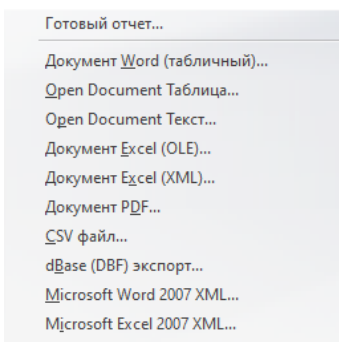 Готовый отчет...
Документ Word (табличный)...
Open Document Таблица...
Open Document Текст...
Документ Excel (OLE)...
Документ Excel (XML)...
Документ PDF...
CSV файл...
dBase (DBF) экспорт...
Microsoft Word 2007 XML...
Microsoft Excel 2007 XML...